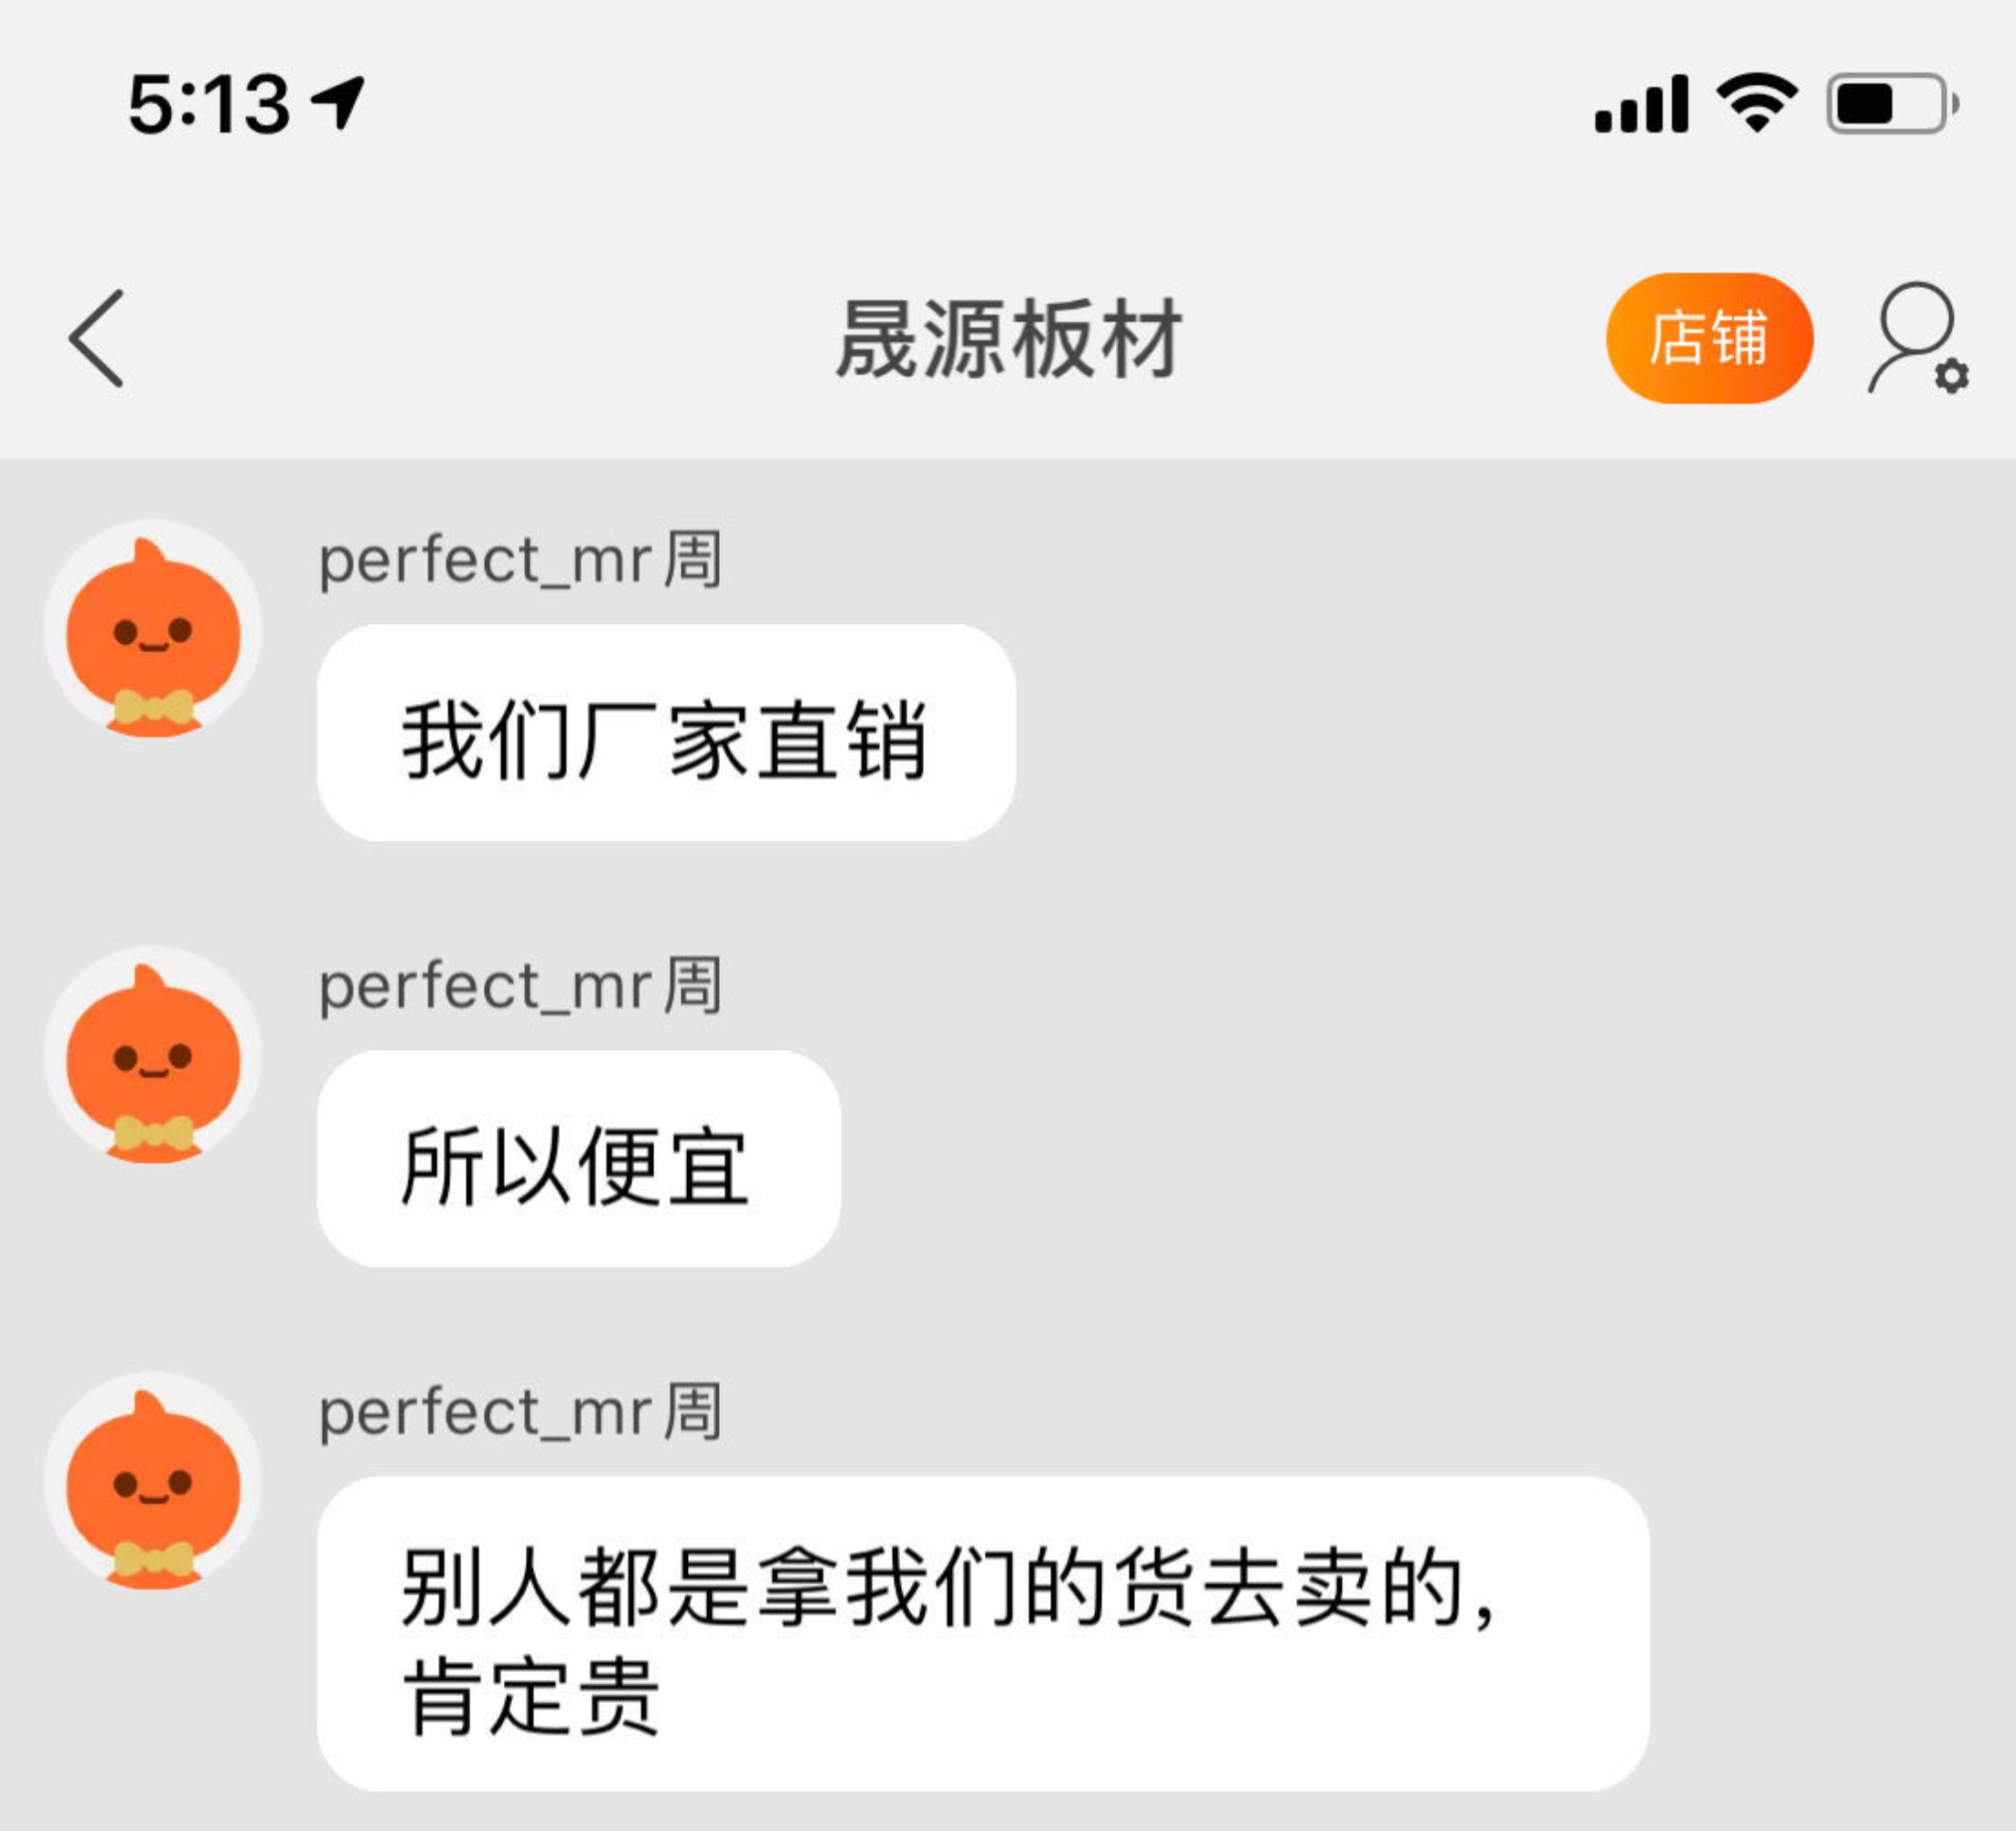 5:13
晟源板材
店铺
perfect_mr周
我们厂家直销
perfect_mr周
所以便宜
perfect_mr周
别人都是拿我们的货去卖的，
肯定贵